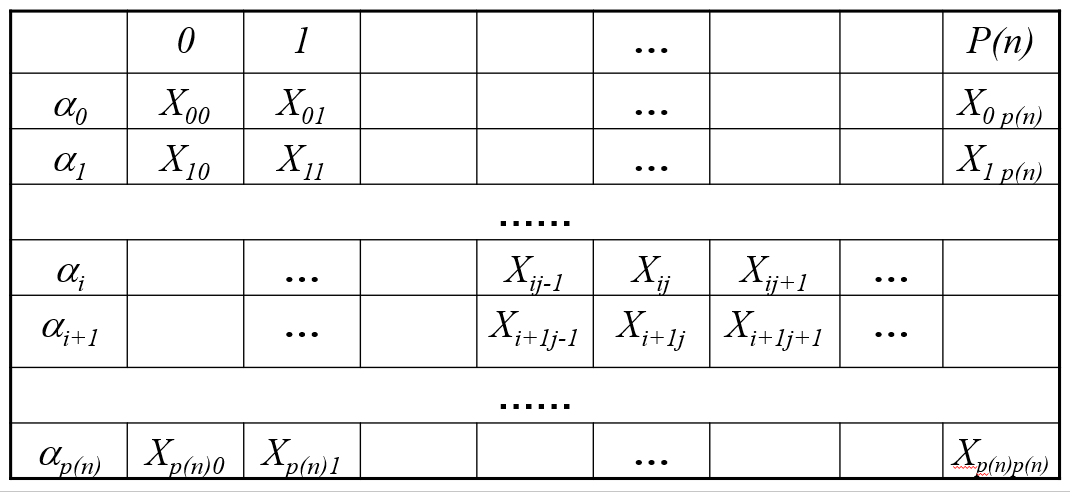 0 1 ... P(n)
α0 X00 X01 ... X0 p(n)
α1 X10 X11 ... X1 p(n)
......
αi ... Xij-1 Xij Xij+1 ...
αi+1 ... Xi+1j-1 Xi+1j Xi+1j+1 ...
......
αp(n) Xp(n)0 Xp(n)1 ... Xp(n)p(n)